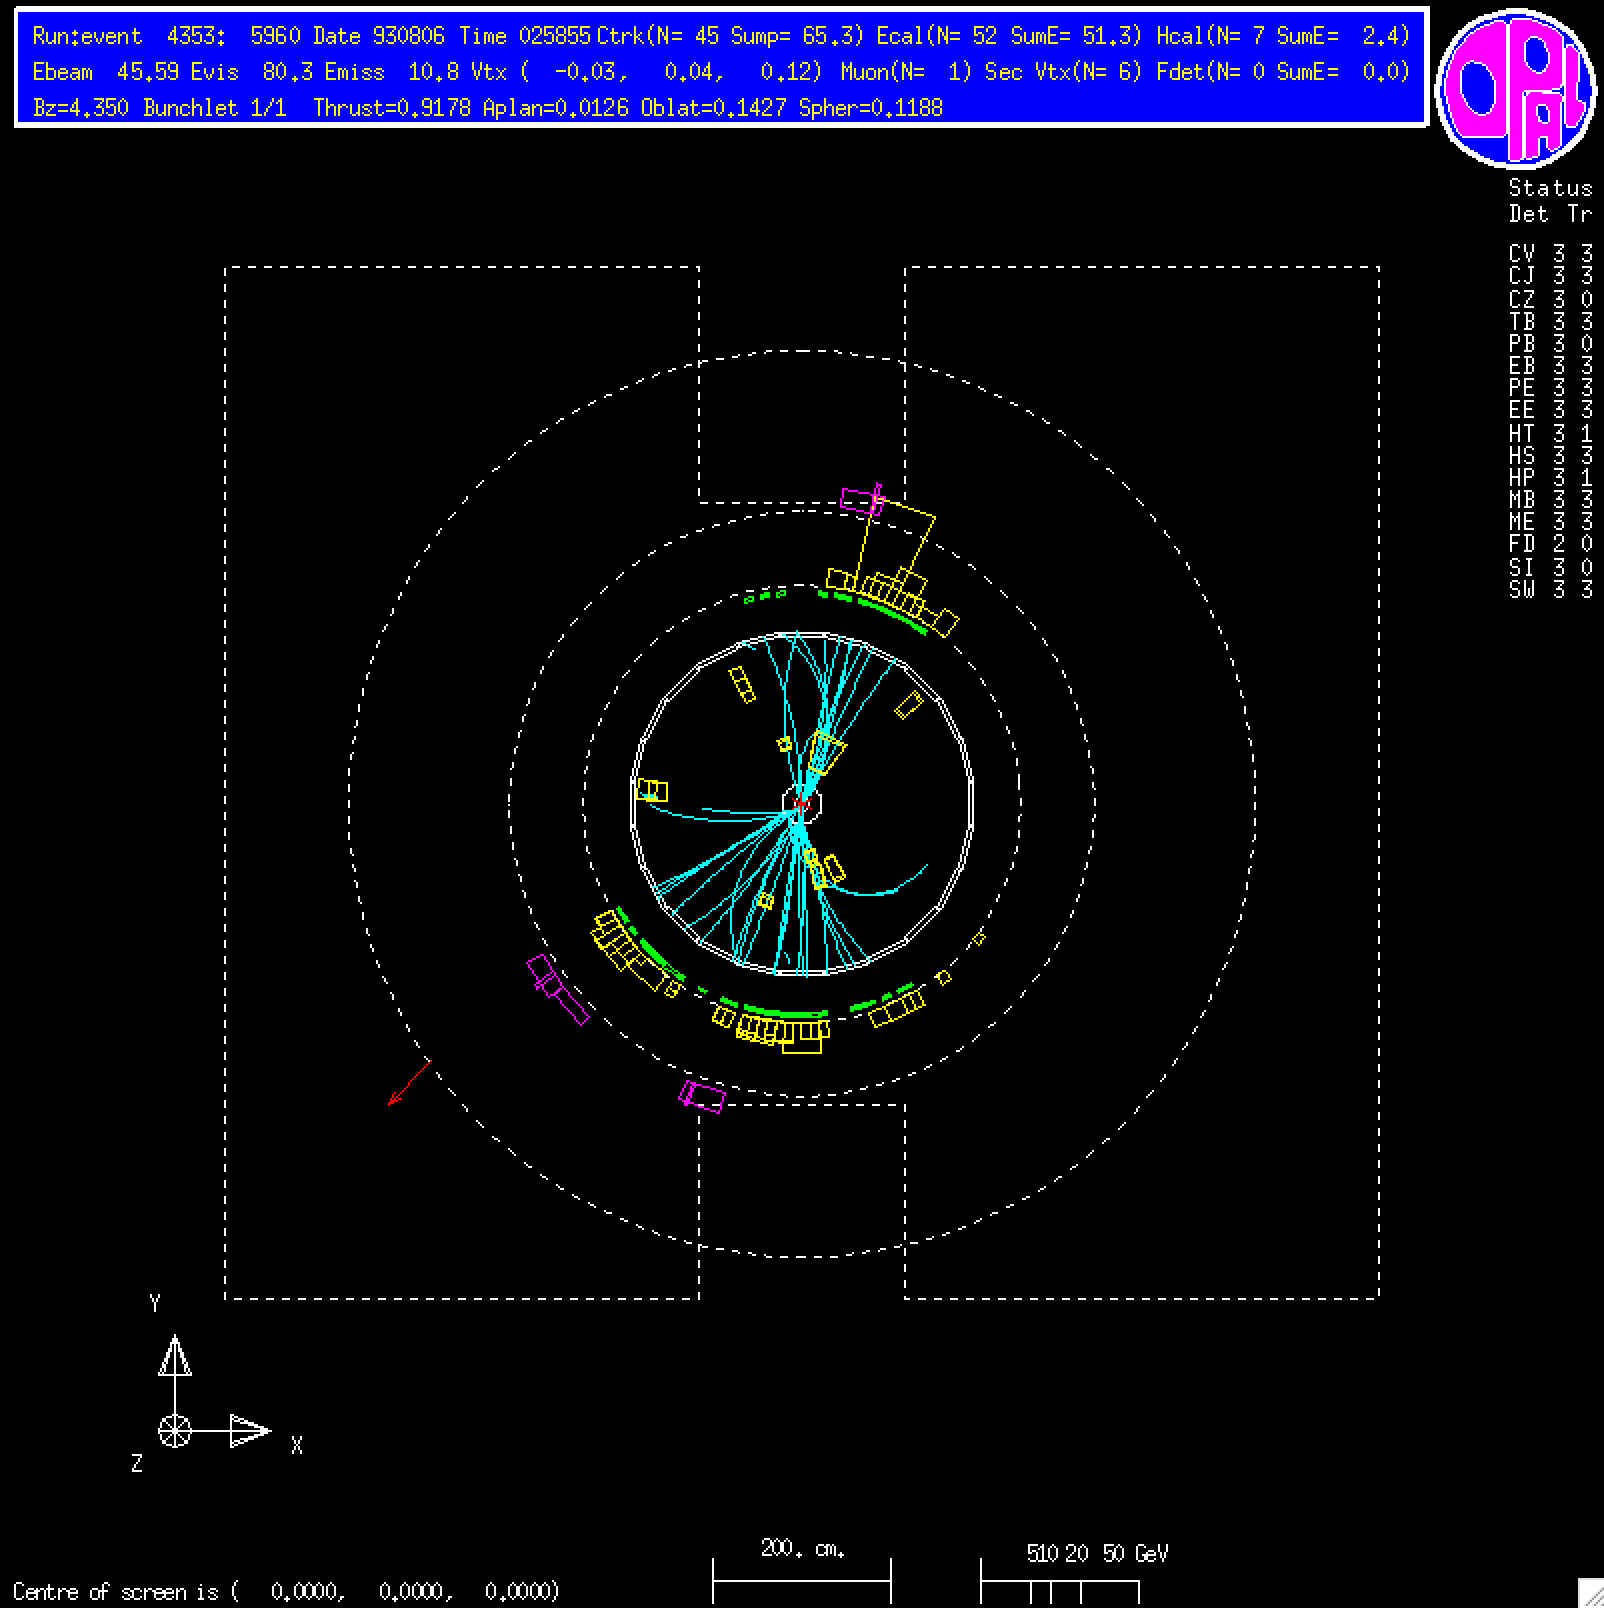 Run:event 4353: 5960 Date 930806 Time 025855 Ctrk(N= 45 Sump= 65.3) Ecal(N= 52 SumE= 51.3) Hcal(N= 7 SumE= 2.4)
Ebeam 45.59 Evis 80.3 Emiss 10.8 Vtx ( -0.03, 0.04, 0.12) Muon(N= 1) Sec Vtx(N= 6) Fdet(N= 0 SumE= 0.0)
Bz=4.350 Bunchlet 1/1 Thrust=0.9178 Aplan=0.0126 Oblat=0.1427 Spher=0.1188
OPAL
Status
Det Tr
CV 3 3
CJ 3 3
CZ 3 0
TB 3 3
PB 3 0
EB 3 3
PE 3 3
EE 3 3
HT 3 1
HS 3 3
HP 3 1
MB 3 3
ME 3 3
FD 2 0
SI 3 0
SW 3 3
Y
X
Z
200. cm.
5 10 20 50 GeV
Centre of screen is ( 0.0000, 0.0000, 0.0000)